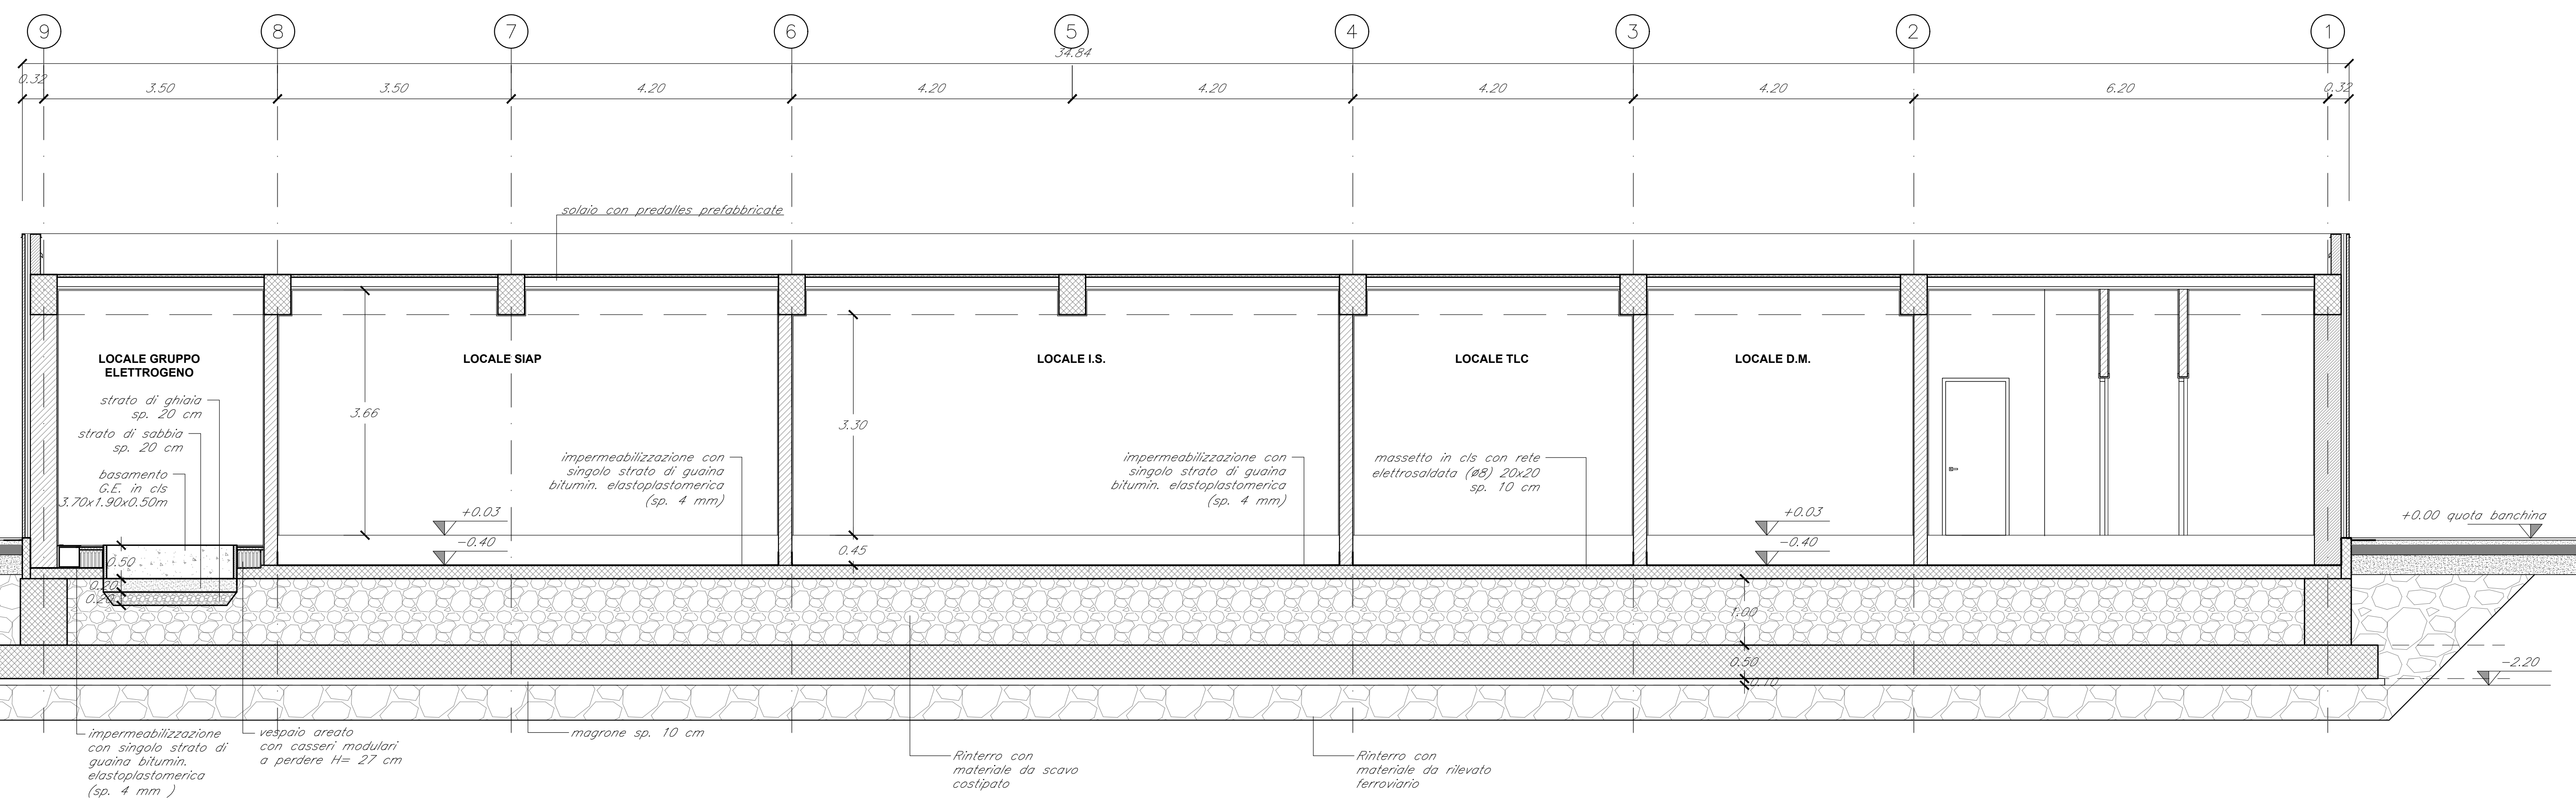 9 8 7 6 5 4 3 2 1
34.84
0.32 3.50 3.50 4.20 4.20 4.20 4.20 4.20 6.20 0.32
solaio con predalles prefabbricate
LOCALE GRUPPO
ELETTROGENO
LOCALE SIAP
LOCALE I.S.
LOCALE TLC
LOCALE D.M.
strato di ghiaia
sp. 20 cm
strato di sabbia
sp. 20 cm
basamento
G.E. in cls
3.70x1.90x0.50m
3.66
impermeabilizzazione con
singolo strato di guaina
bitumin. elastoplastomerica
(sp. 4 mm)
3.30
impermeabilizzazione con
singolo strato di guaina
bitumin. elastoplastomerica
(sp. 4 mm)
massetto in cls con rete
elettrosaldata (ø8) 20x20
sp. 10 cm
+0.03
-0.40
0.45
+0.03
-0.40
+0.00 quota banchina
0.50
0.20
0.20
1.00
0.50
0.10
-2.20
impermeabilizzazione
con singolo strato di
guaina bitumin.
elastoplastomerica
(sp. 4 mm )
vespaio areato
con casseri modulari
a perdere H= 27 cm
magrone sp. 10 cm
Rinterro con
materiale da scavo
costipato
Rinterro con
materiale da rilevato
ferroviario